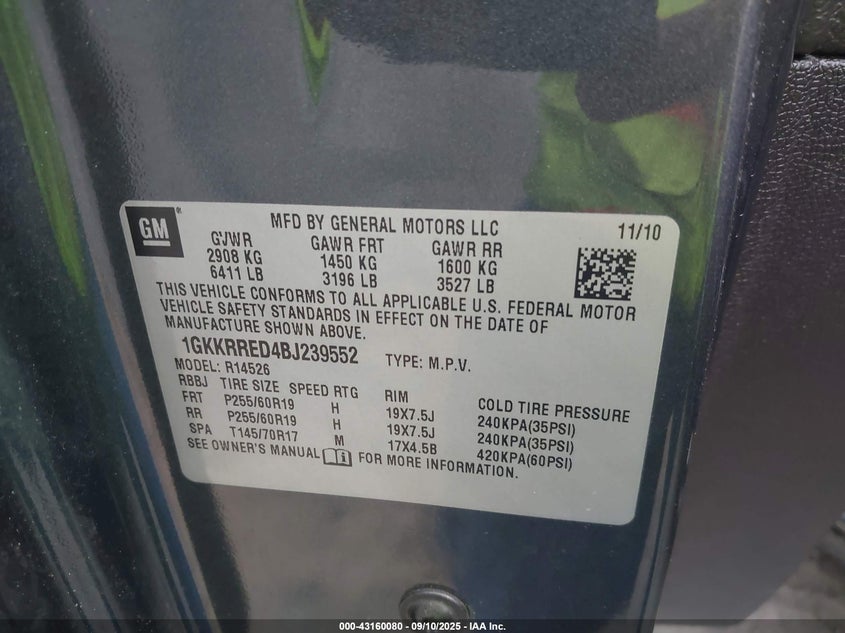 GM
MFD BY GENERAL MOTORS LLC 11/10
GJWR GAWR FRT GAWR RR
2908 KG 1450 KG 1600 KG
6411 LB 3196 LB 3527 LB
THIS VEHICLE CONFORMS TO ALL APPLICABLE U.S. FEDERAL MOTOR
VEHICLE SAFETY STANDARDS IN EFFECT ON THE DATE OF
MANUFACTURE SHOWN ABOVE.
1GKKRRED4BJ239552 TYPE: M.P.V.
MODEL: R14526
RBBJ TIRE SIZE SPEED RTG RIM COLD TIRE PRESSURE
FRT P255/60R19 H 19X7.5J 240KPA(35PSI)
RR P255/60R19 H 19X7.5J 240KPA(35PSI)
SPA T145/70R17 M 17X4.5B 420KPA(60PSI)
SEE OWNER'S MANUAL FOR MORE INFORMATION.
000-43160080 - 09/10/2025 - IAA Inc.